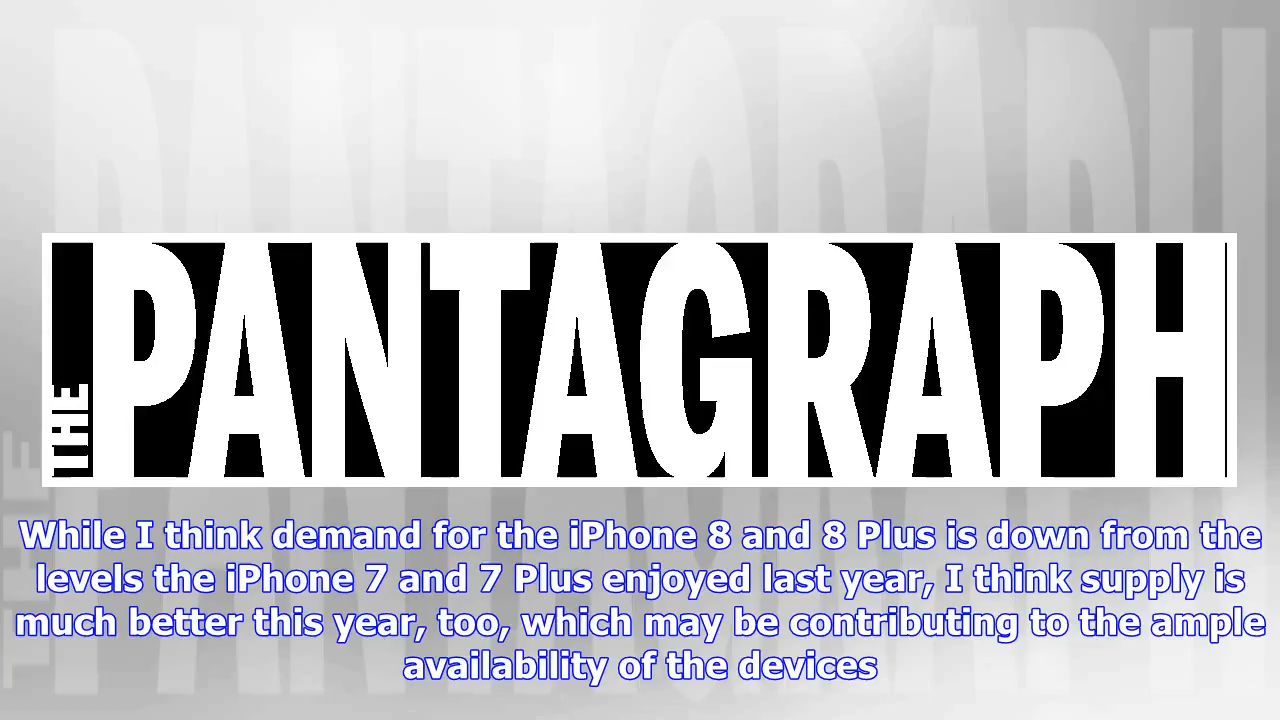 THE PANTAGRAPH
While I think demand for the iPhone 8 and 8 Plus is down from the
levels the iPhone 7 and 7 Plus enjoyed last year, I think supply is
much better this year, too, which may be contributing to the ample
availability of the devices